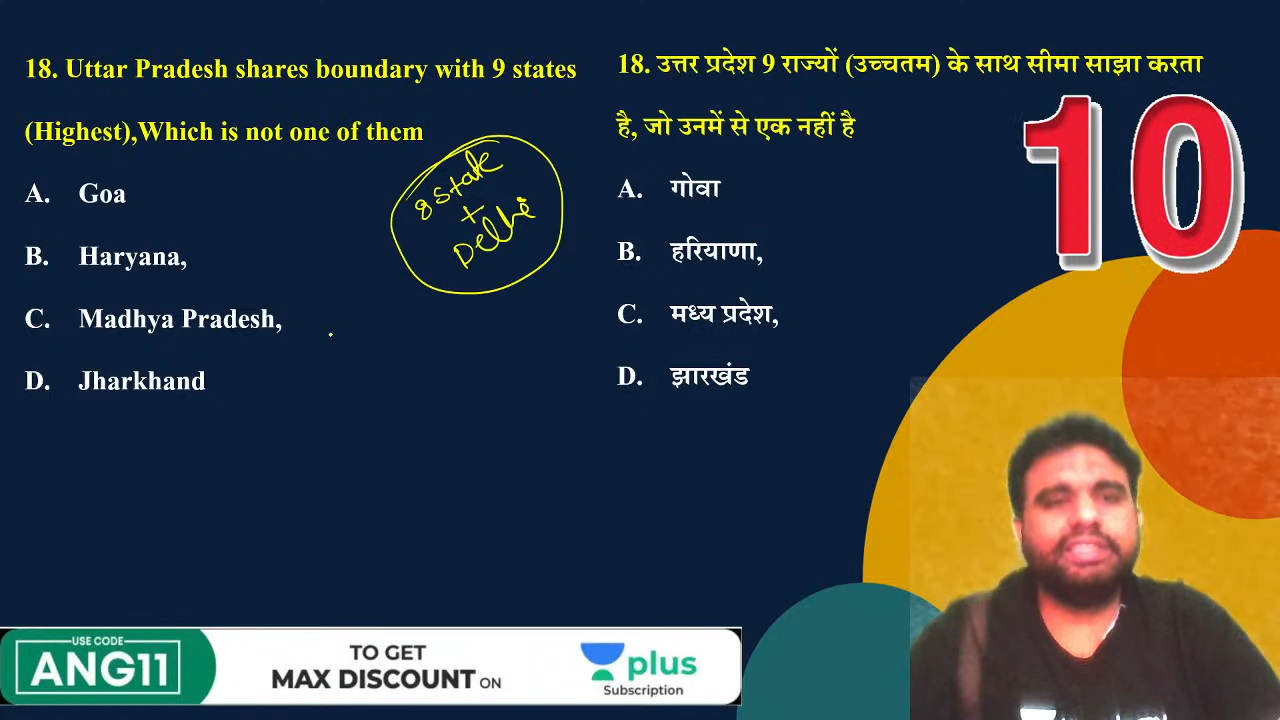 18. Uttar Pradesh shares boundary with 9 states
(Highest),Which is not one of them
A. Goa
B. Haryana,
C. Madhya Pradesh,
D. Jharkhand
8 state
+
Delhi
18. उत्तर प्रदेश 9 राज्यों (उच्चतम) के साथ सीमा साझा करता
है, जो उनमें से एक नहीं है
A. गोवा
B. हरियाणा,
C. मध्य प्रदेश,
D. झारखंड
10
USE CODE
ANG11
TO GET
MAX DISCOUNT ON
plus
Subscription